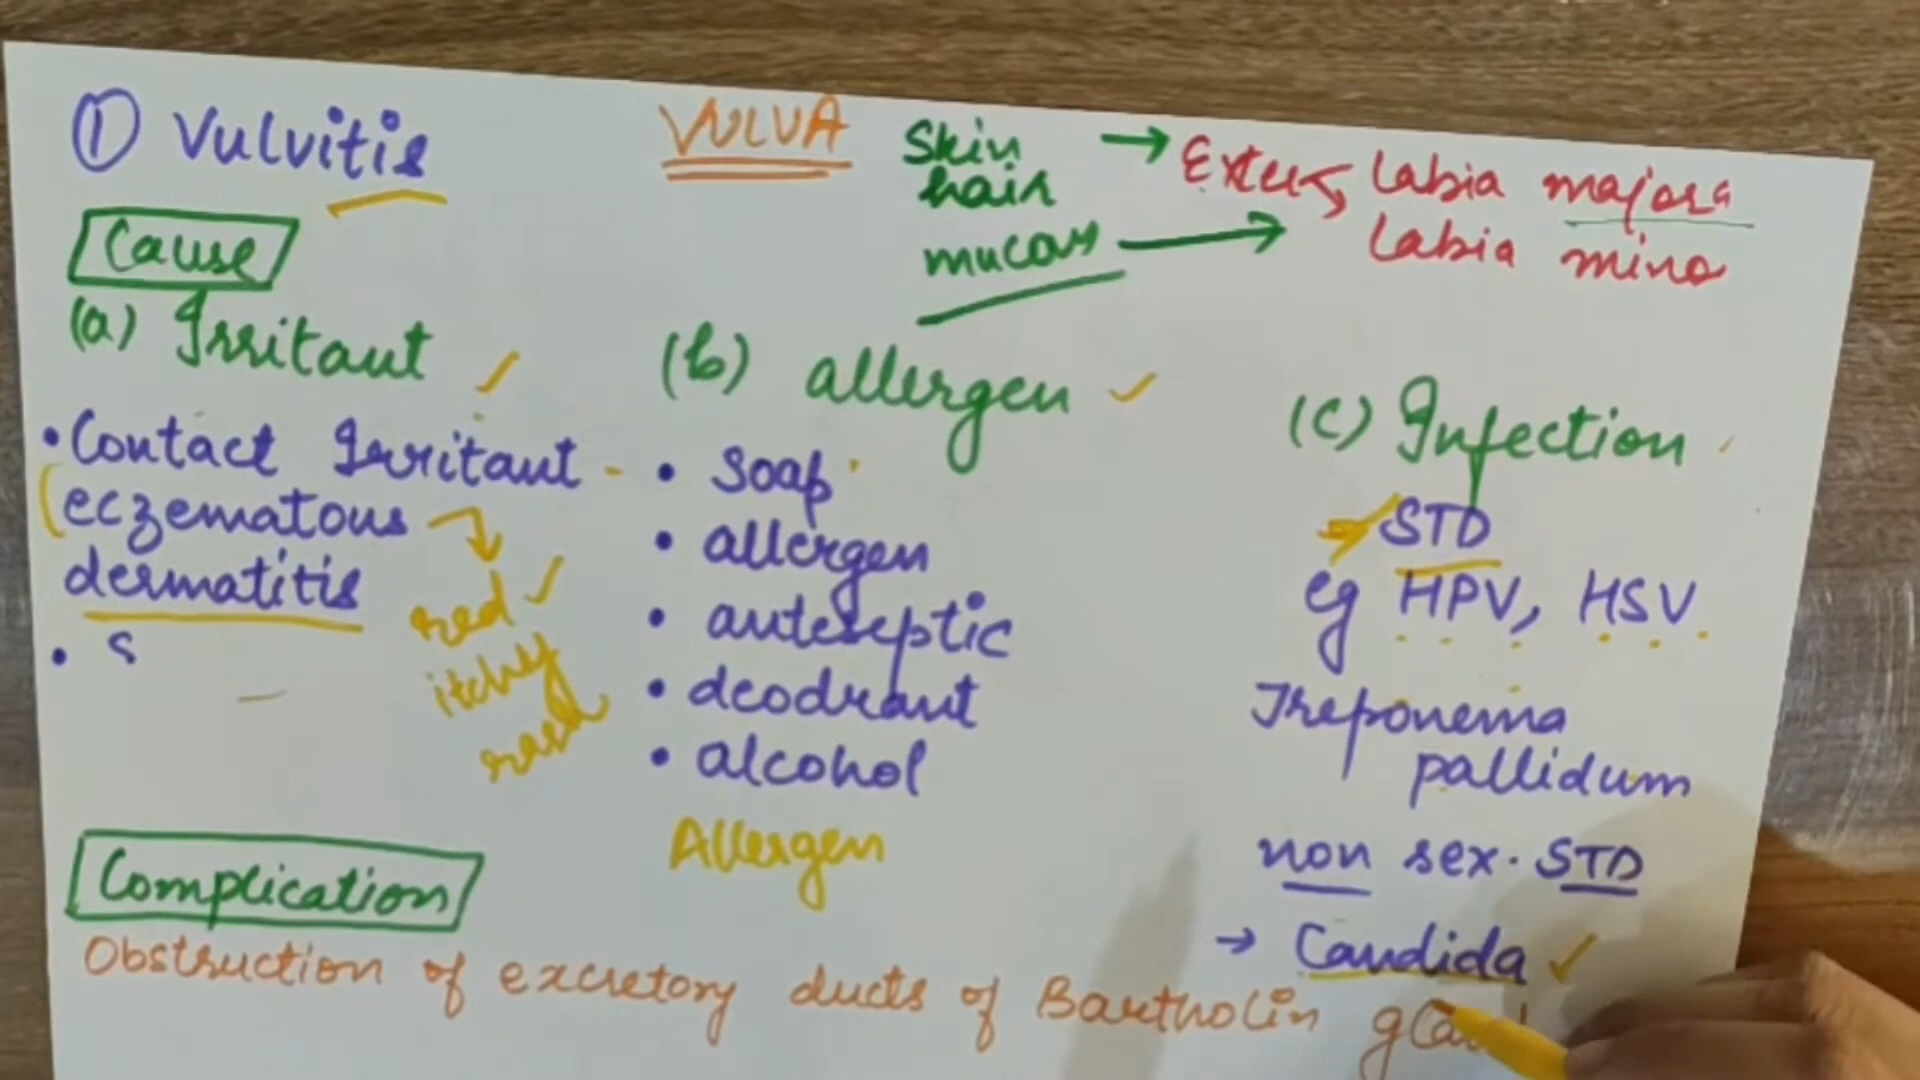 ① Vulvitis
VULVA
Skin
hair
mucous
Exter
labia majora
labia mino
Cause
(a) Irritant
• Contact Irritant
(eczematous
dermatitis
• S
red
itchy
rash
(b) allergen
• Soap
• allergen
• anteseptic
• deodrant
• alcohol
Allergen
(c) Infection
STD
eg HPV, HSV
Treponema
pallidum
non sex. STD
→ Candida
Complication
Obstruction of excretory ducts of Bartholin